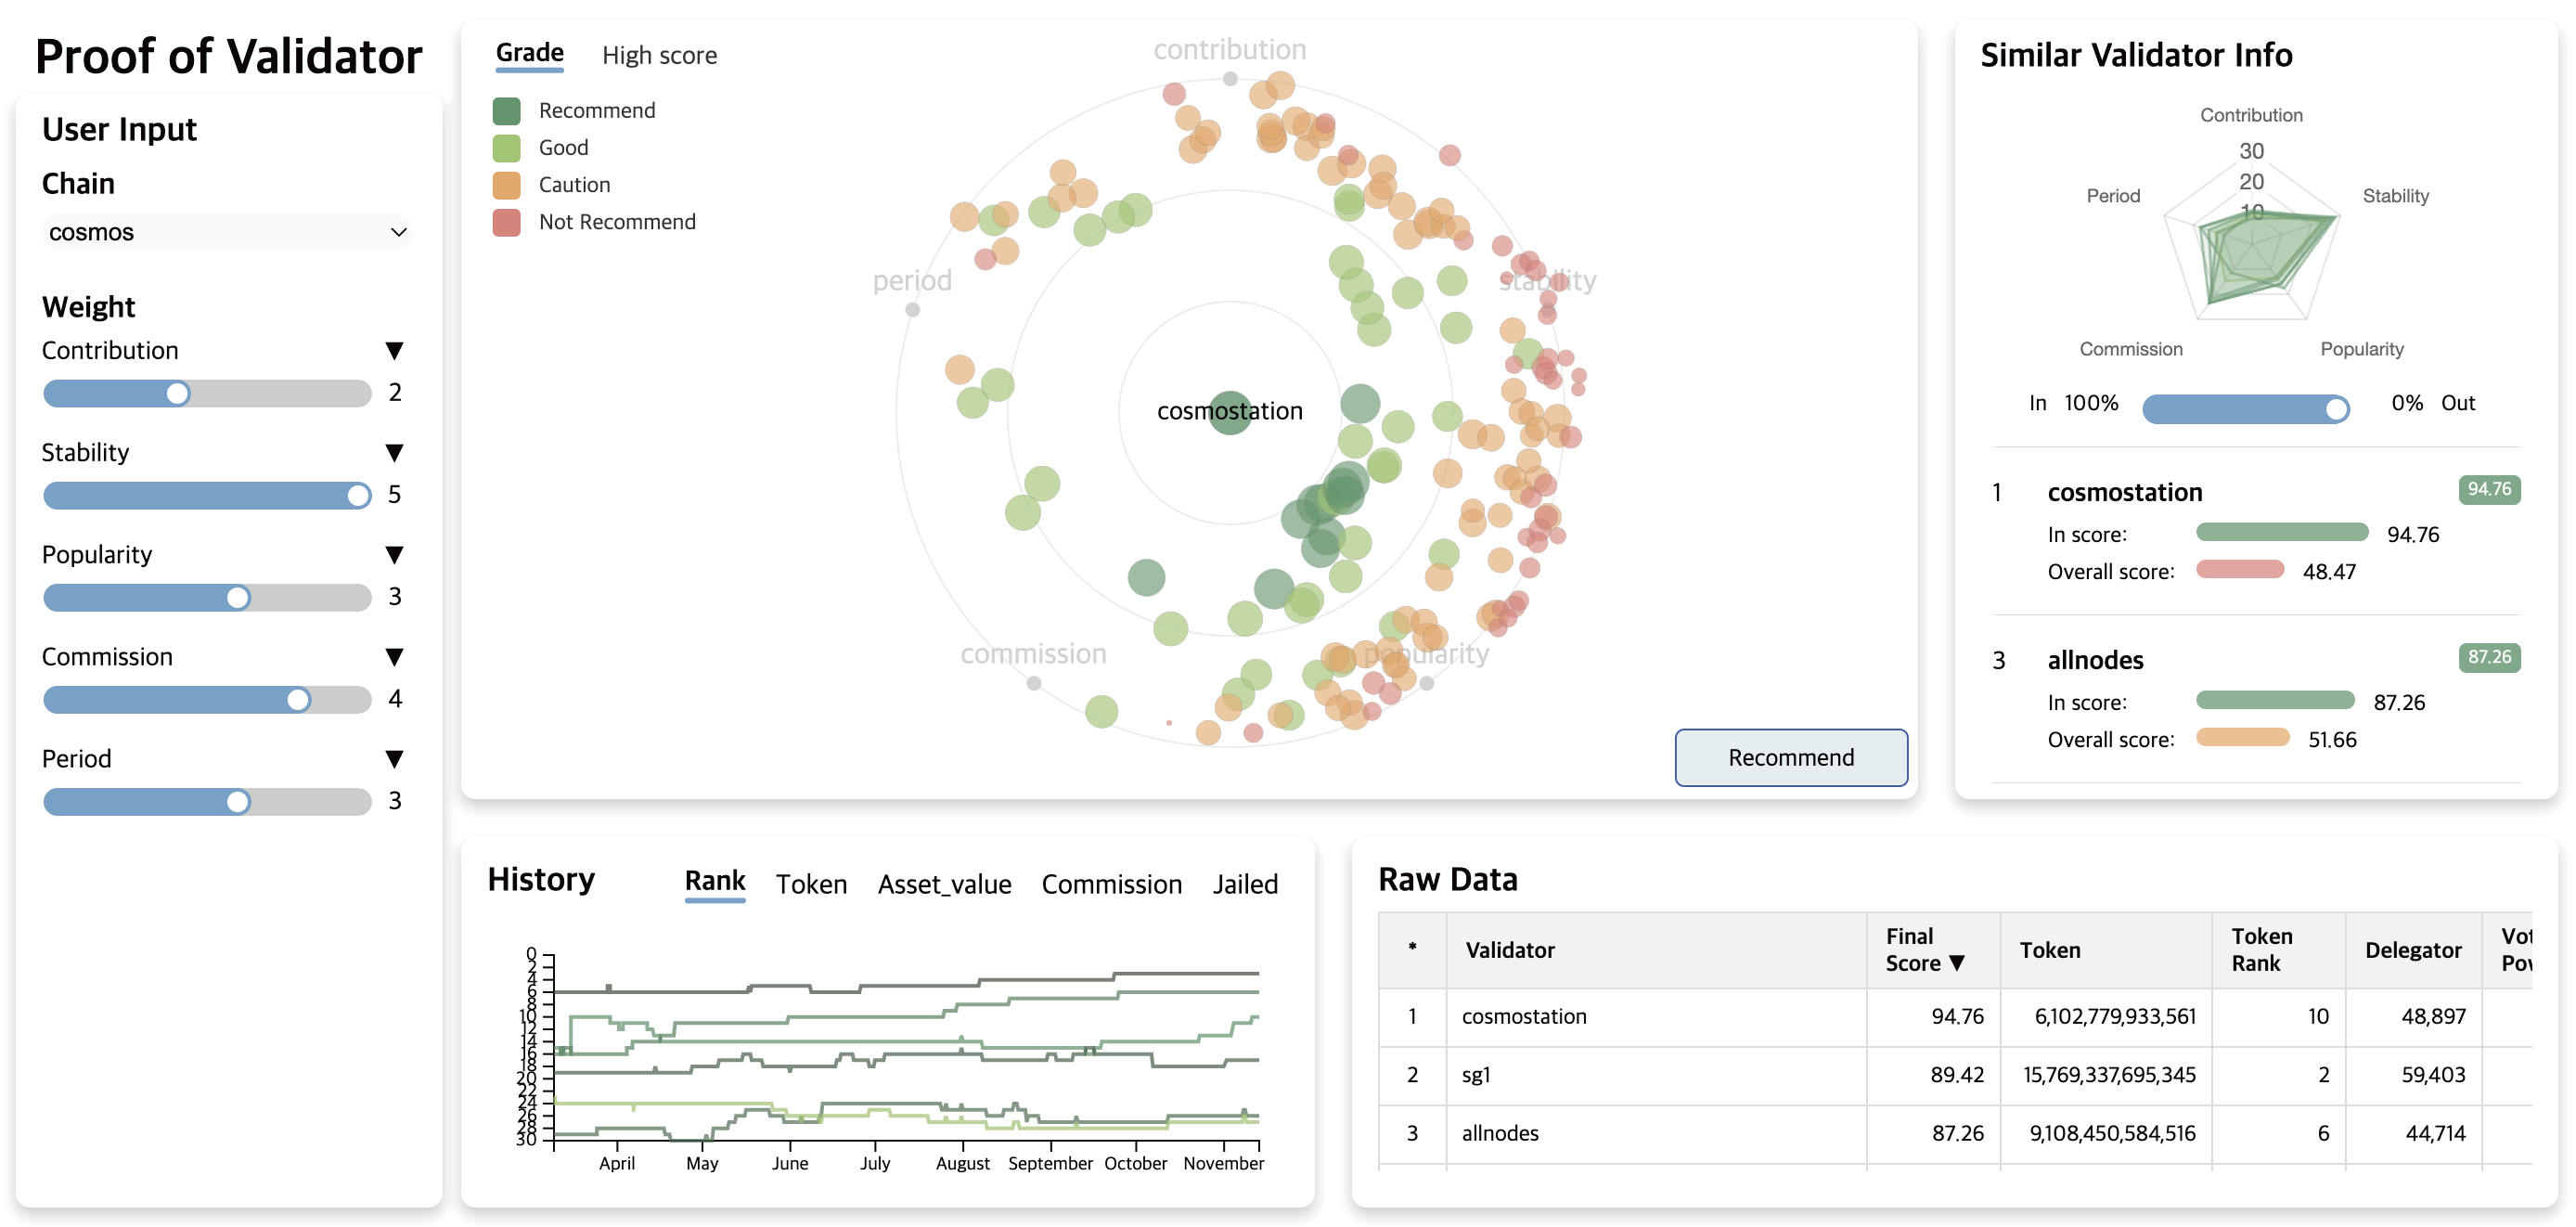 Proof of Validator
User Input
Chain
cosmos
Weight
Contribution ▼
2
Stability ▼
5
Popularity ▼
3
Commission ▼
4
Period ▼
3
Grade High score
Recommend
Good
Caution
Not Recommend
contribution
period
stability
cosmostation
commission
popularity
Recommend
Similar Validator Info
Contribution
30
20
10
Period
Stability
Commission
Popularity
In 100% 0% Out
1 cosmostation 94.76
In score: 94.76
Overall score: 48.47
3 allnodes 87.26
In score: 87.26
Overall score: 51.66
History Rank Token Asset_value Commission Jailed
0
2
4
6
8
10
12
14
16
18
20
22
24
26
28
30
April May June July August September October November
Raw Data
* Validator Final Score ▼ Token Token Rank Delegator
1 cosmostation 94.76 6,102,779,933,561 10 48,897
2 sg1 89.42 15,769,337,695,345 2 59,403
3 allnodes 87.26 9,108,450,584,516 6 44,714